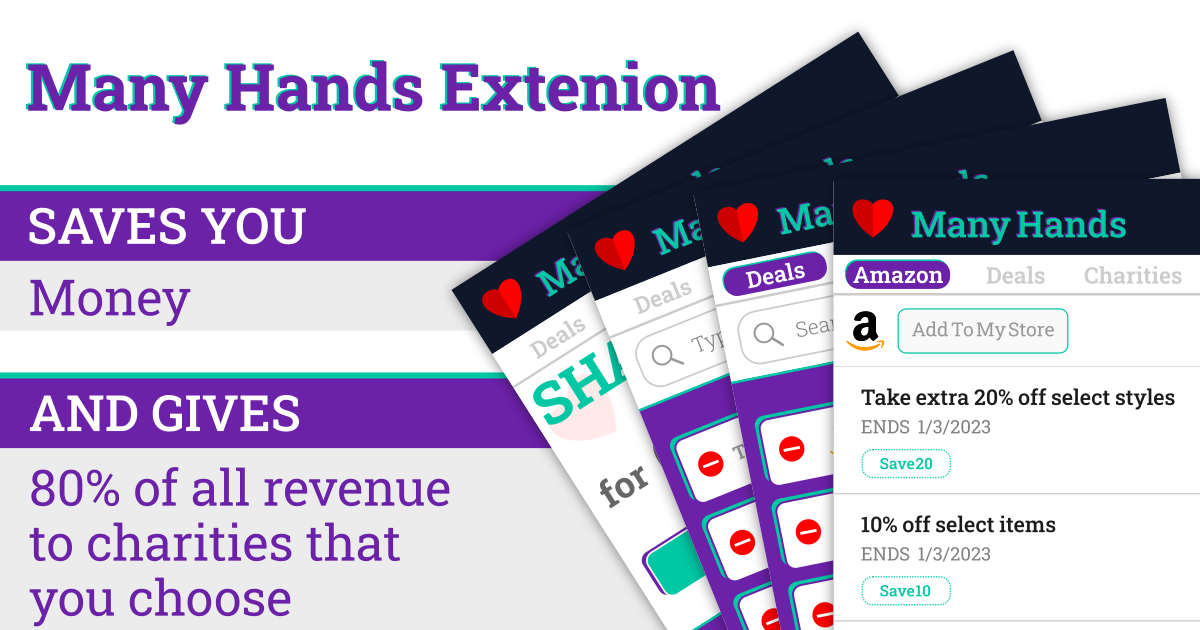 Many Hands Extenion
SAVES YOU
Money
AND GIVES
80% of all revenue
to charities that
you choose
Deals
SHA
for
Deals
Deals
Many Hands
Amazon Deals Charities
a Add To My Store
Take extra 20% off select styles
ENDS 1/3/2023
Save20
10% off select items
ENDS 1/3/2023
Save10